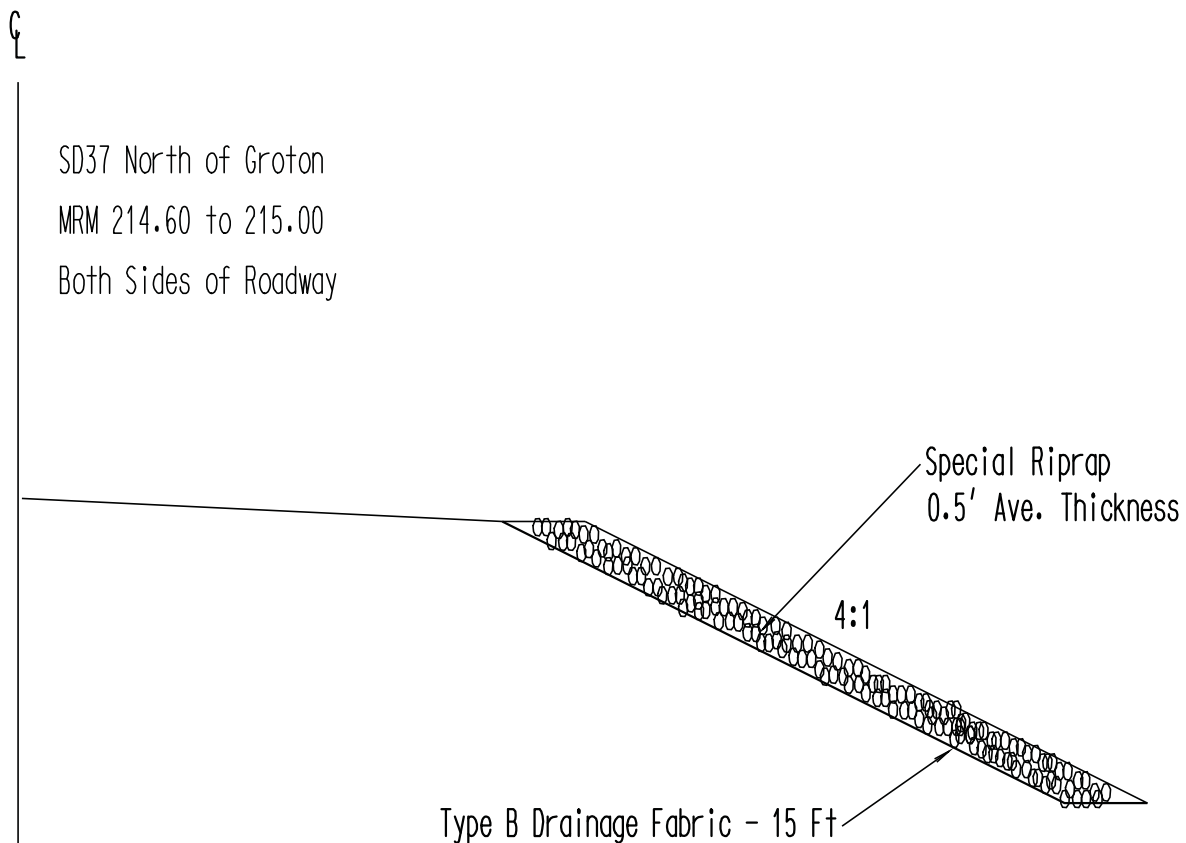 ℄
SD37 North of Groton
MRM 214.60 to 215.00
Both Sides of Roadway
Special Riprap
0.5' Ave. Thickness
4:1
Type B Drainage Fabric - 15 Ft